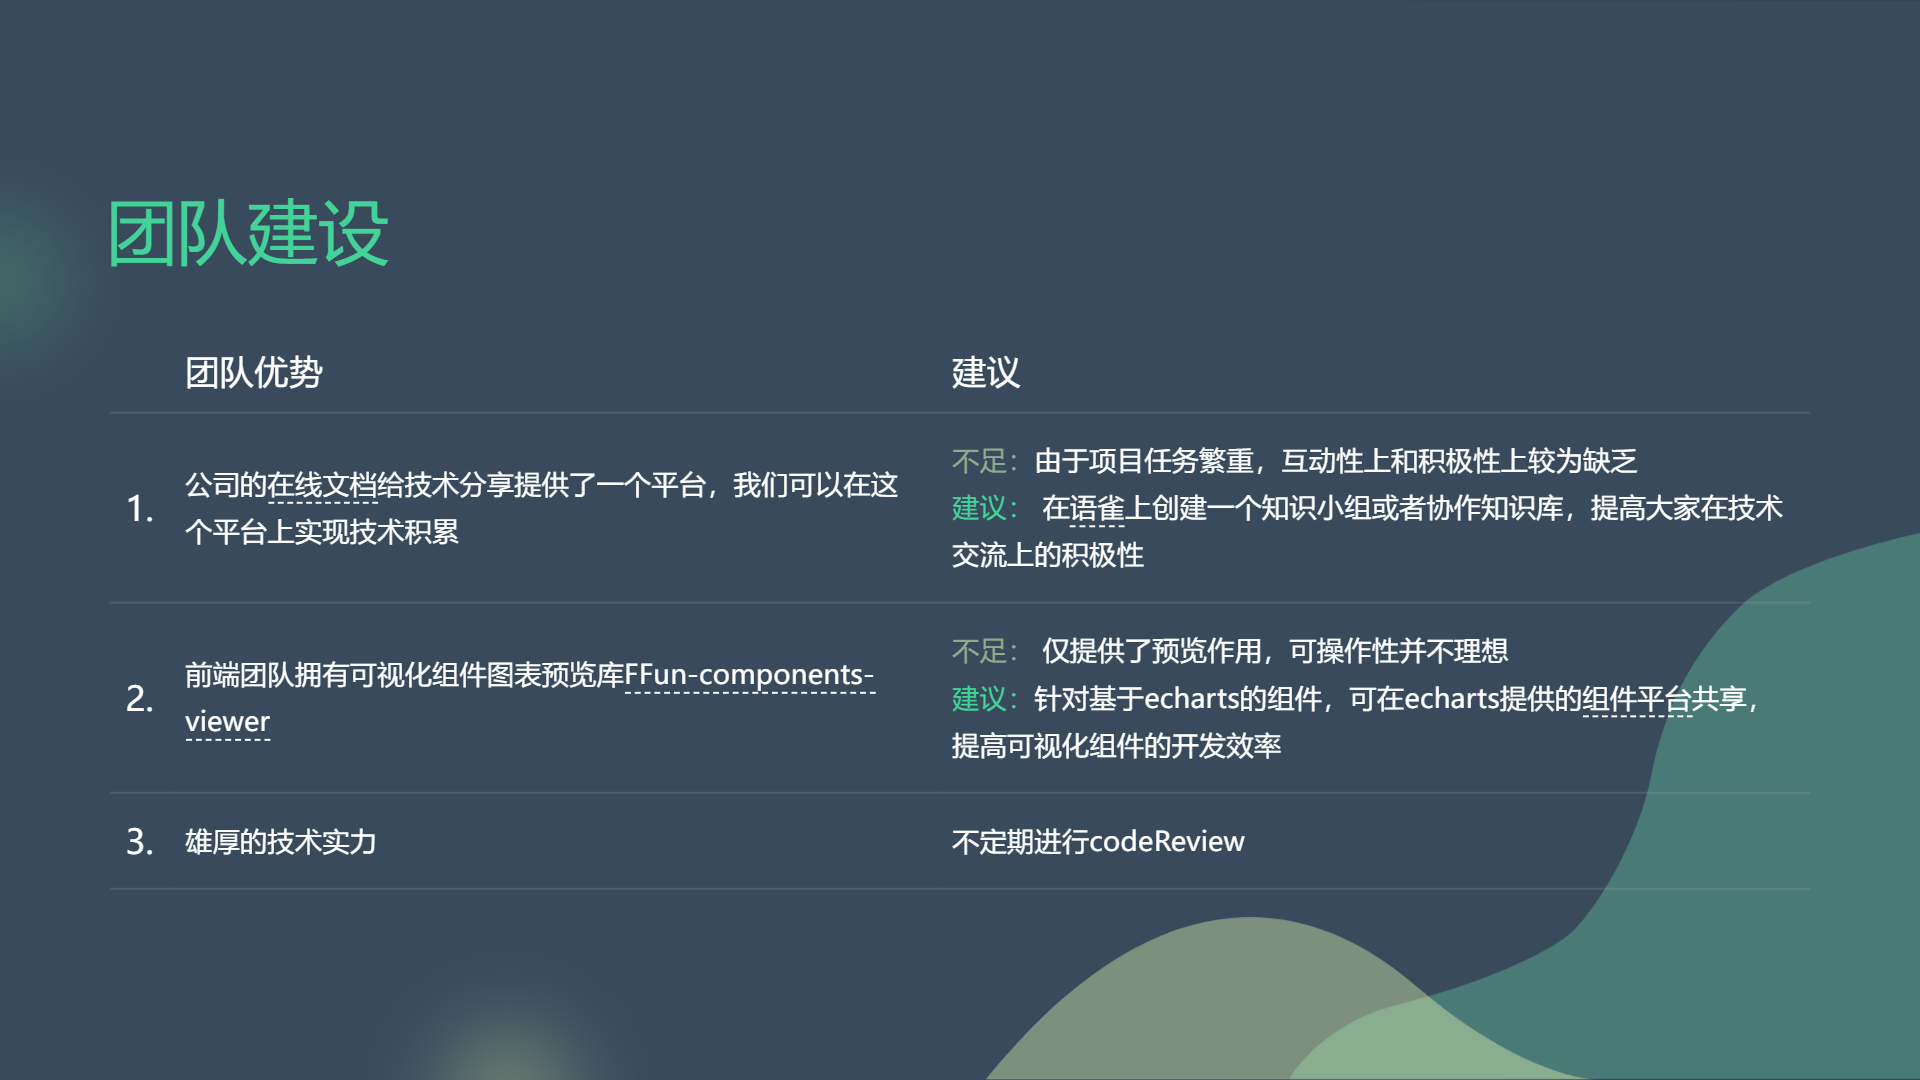 团队建设
团队优势
建议
1.
公司的在线文档给技术分享提供了一个平台，我们可以在这
个平台上实现技术积累
不足：由于项目任务繁重，互动性上和积极性上较为缺乏
建议： 在语雀上创建一个知识小组或者协作知识库，提高大家在技术
交流上的积极性
2.
前端团队拥有可视化组件图表预览库FFun-components-
viewer
不足： 仅提供了预览作用，可操作性并不理想
建议：针对基于echarts的组件，可在echarts提供的组件平台共享，
提高可视化组件的开发效率
3.
雄厚的技术实力
不定期进行codeReview